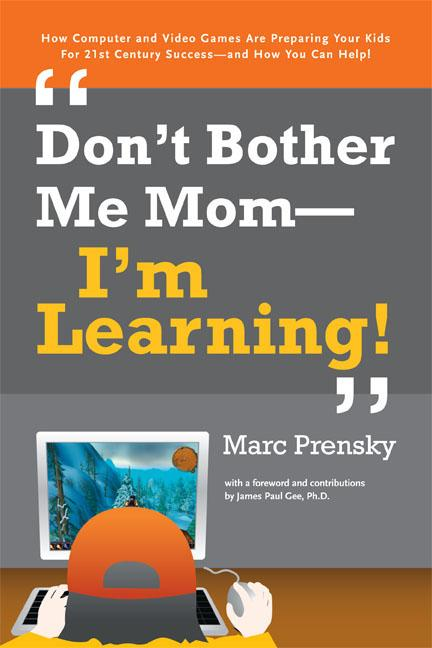 How Computer and Video Games Are Preparing Your Kids
For 21st Century Success—and How You Can Help!
“Don’t Bother
Me Mom—
I’m
Learning!”
Marc Prensky
with a foreword and contributions
by James Paul Gee, Ph.D.